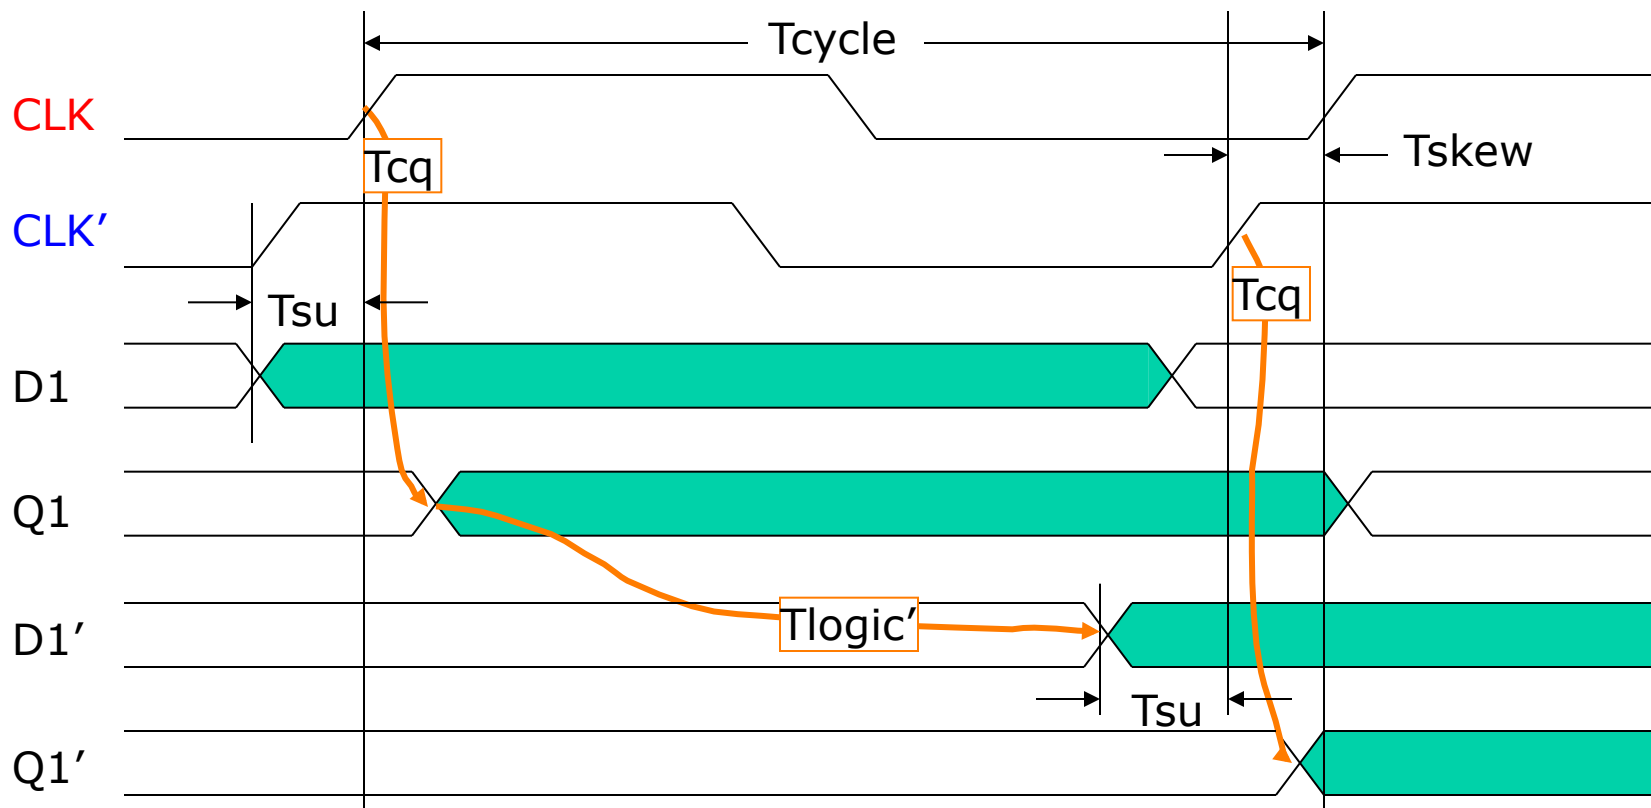 Tcycle
CLK
Tskew
Tcq
CLK′
Tcq
Tsu
D1
Q1
Tlogic′
D1′
Tsu
Q1′